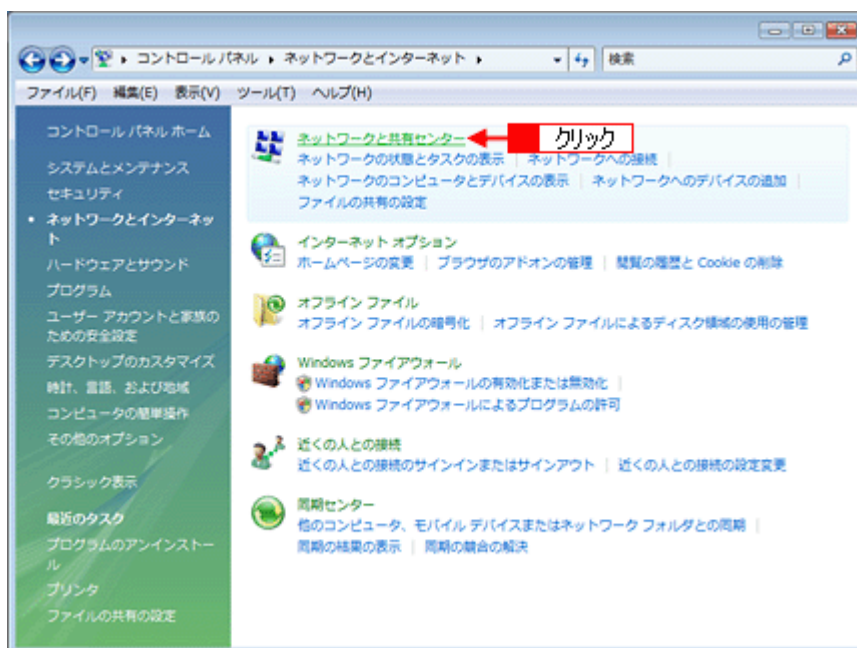 コントロール パネル ▸ ネットワークとインターネット ▸
検索
ファイル(F) 編集(E) 表示(V) ツール(T) ヘルプ(H)
コントロール パネル ホーム
システムとメンテナンス
セキュリティ
• ネットワークとインターネッ
ト
ハードウェアとサウンド
プログラム
ユーザー アカウントと家族の
ための安全設定
デスクトップのカスタマイズ
時計、言語、および地域
コンピュータの簡単操作
その他のオプション
クラシック表示
最近のタスク
プログラムのアンインストー
ル
プリンタ
ファイルの共有の設定
ネットワークと共有センター
クリック
ネットワークの状態とタスクの表示 | ネットワークへの接続 |
ネットワークのコンピュータとデバイスの表示 | ネットワークへのデバイスの追加 |
ファイルの共有の設定
インターネット オプション
ホームページの変更 | ブラウザのアドオンの管理 | 閲覧の履歴と Cookie の削除
オフライン ファイル
オフライン ファイルの暗号化 | オフライン ファイルによるディスク領域の使用の管理
Windows ファイアウォール
Windows ファイアウォールの有効化または無効化 |
Windows ファイアウォールによるプログラムの許可
近くの人との接続
近くの人との接続のサインインまたはサインアウト | 近くの人との接続の設定変更
同期センター
他のコンピュータ、モバイル デバイスまたはネットワーク フォルダとの同期 |
同期の結果の表示 | 同期の競合の解決